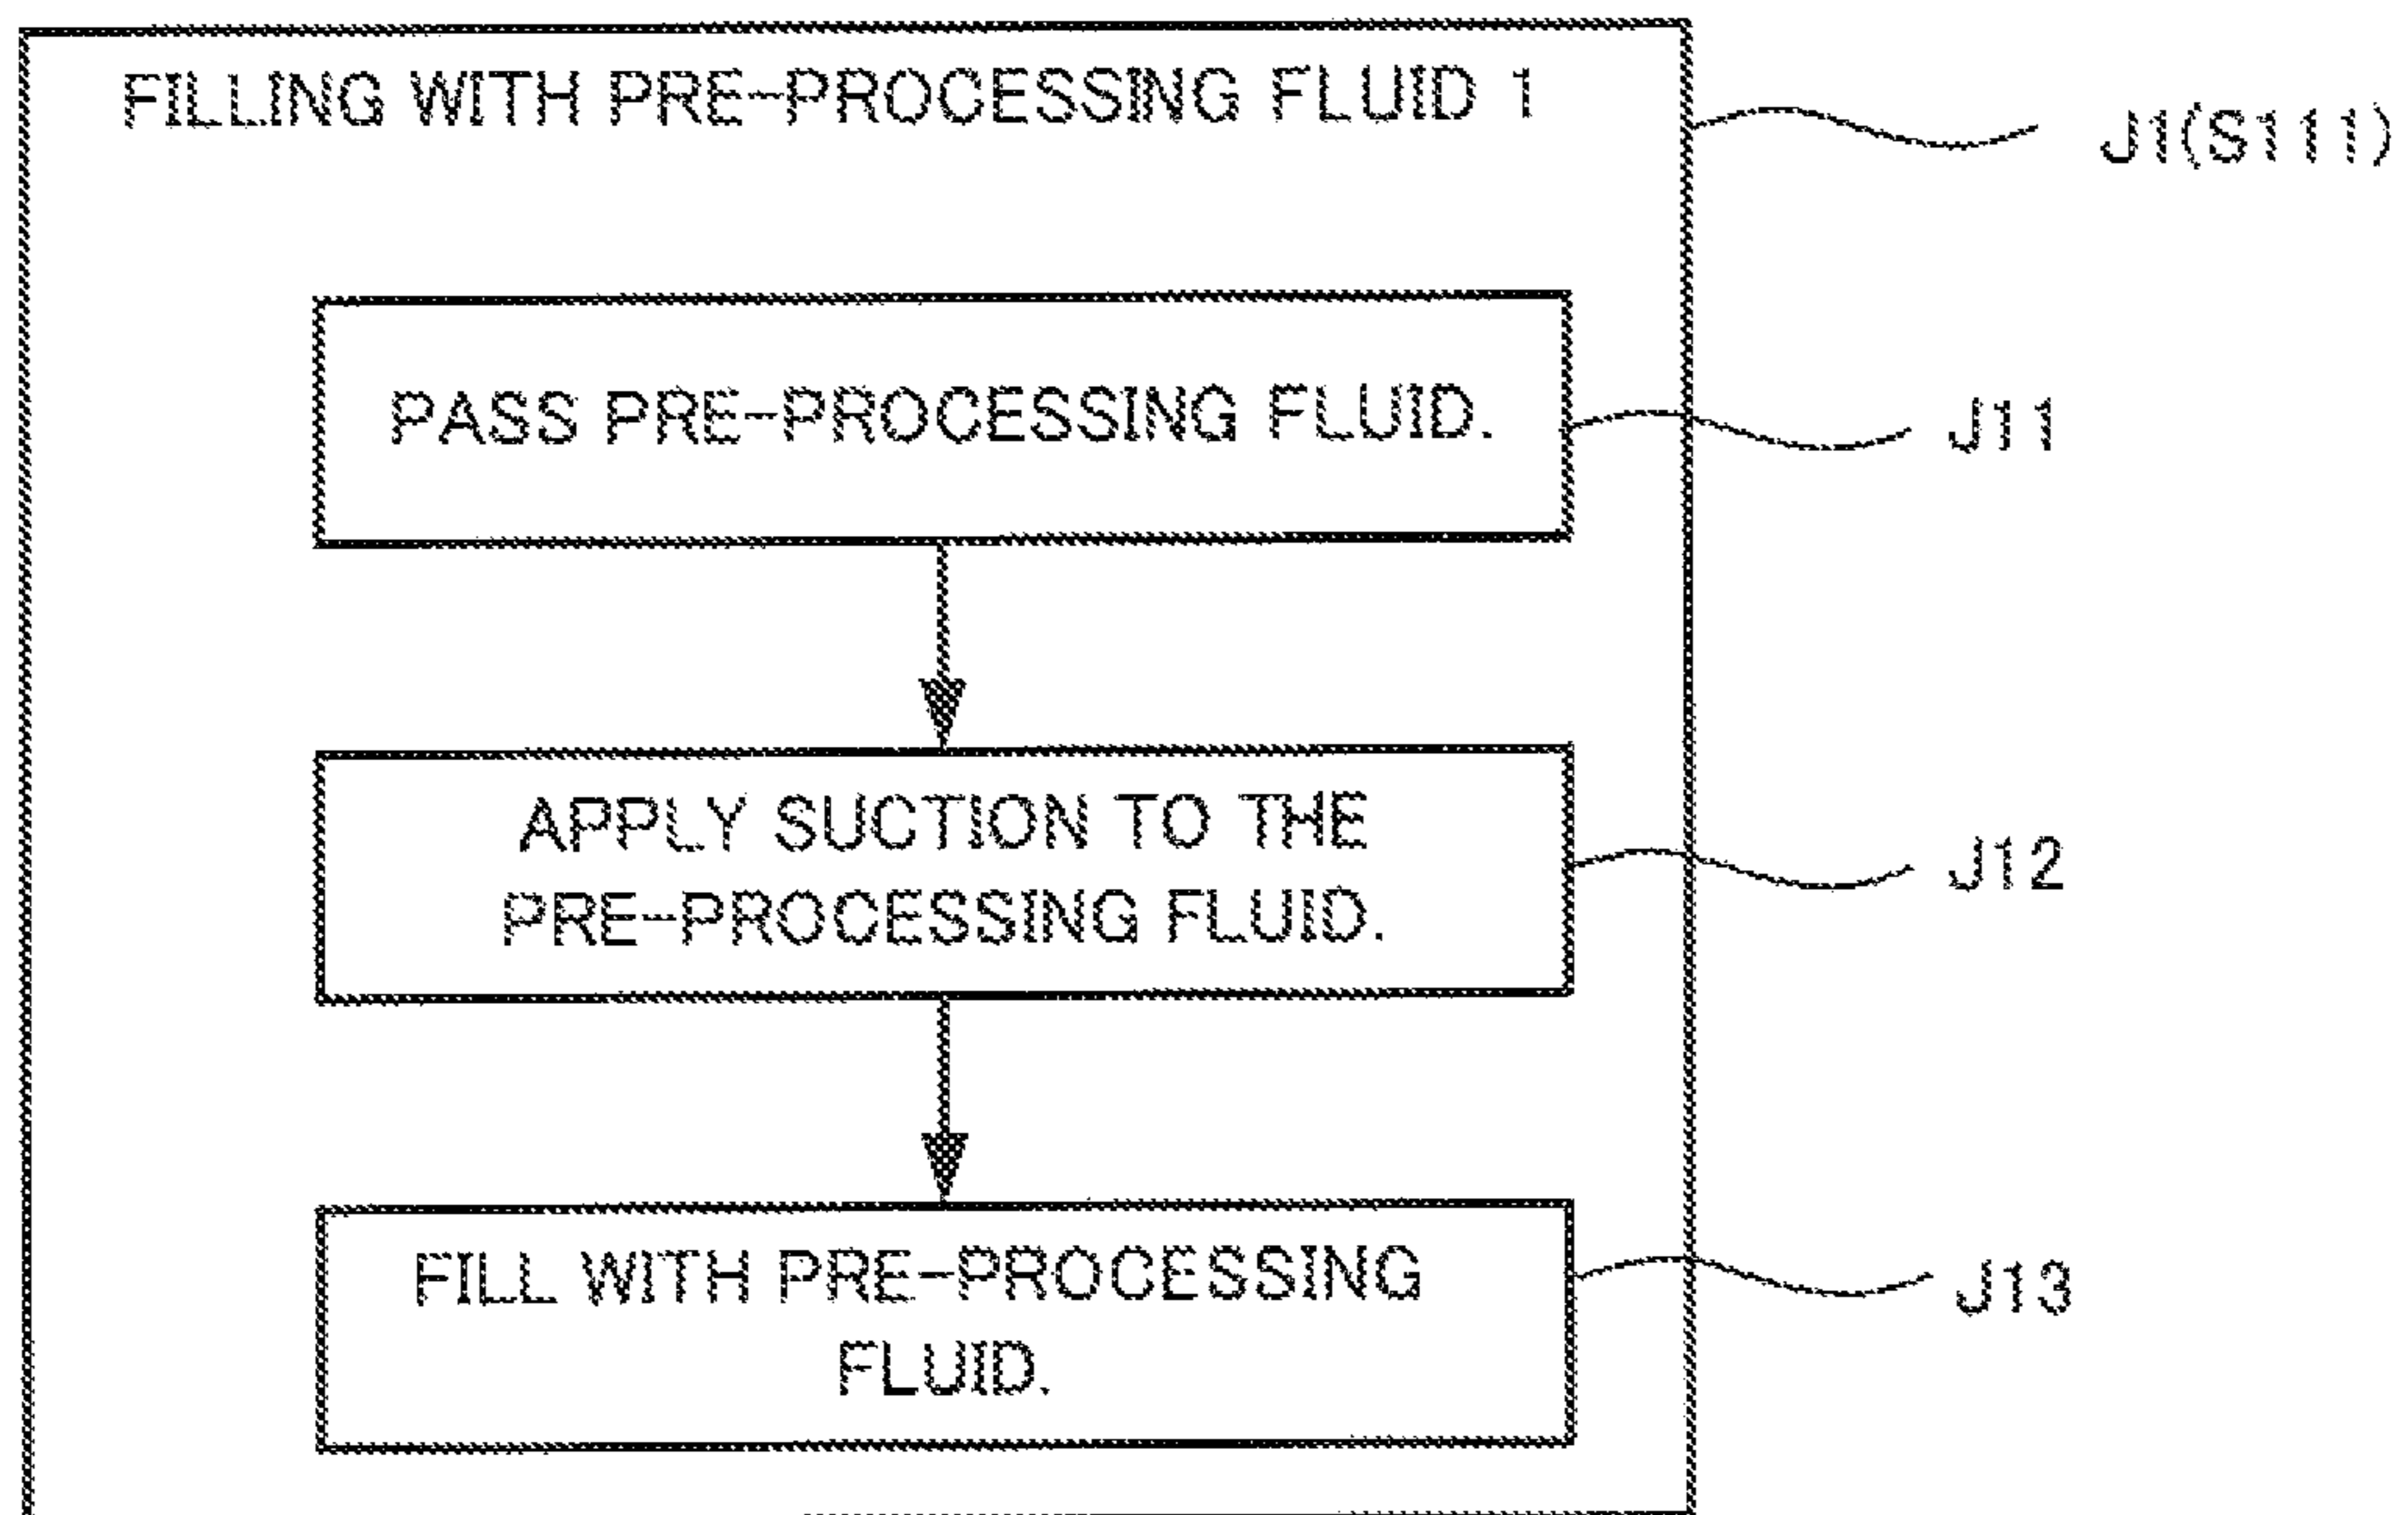 FILLING WITH PRE-PROCESSING FLUID 1
J1(S111)
PASS PRE-PROCESSING FLUID.
J11
APPLY SUCTION TO THE
PRE-PROCESSING FLUID.
J12
FILL WITH PRE-PROCESSING
FLUID.
J13